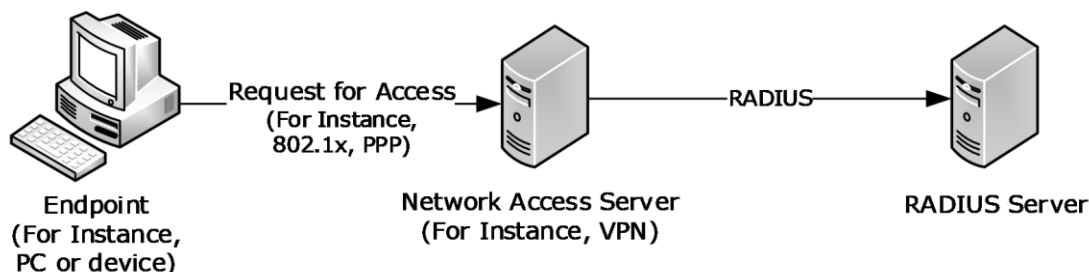 Request for Access
(For Instance,
802.1x, PPP)
RADIUS
Endpoint
(For Instance,
PC or device)
Network Access Server
(For Instance, VPN)
RADIUS Server